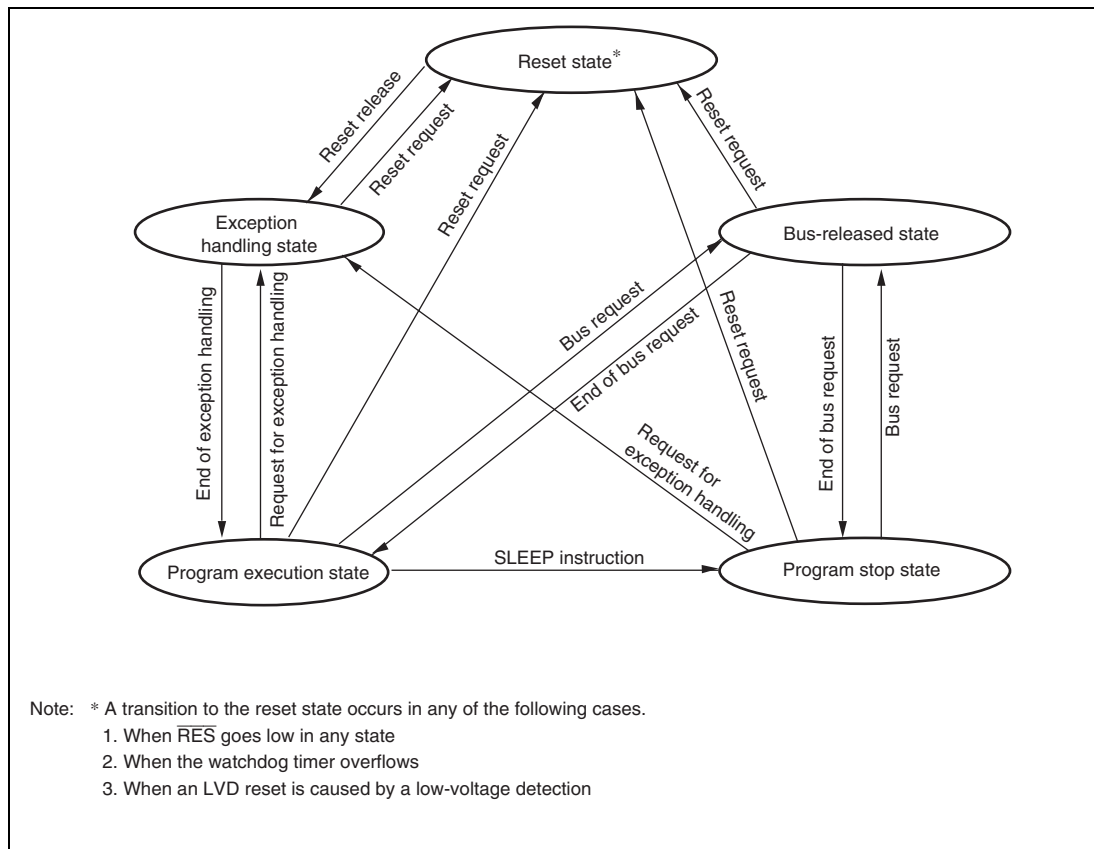 Reset state*
Reset release
Reset request
Reset request
Reset request
Exception
handling state
Bus-released state
End of exception handling
Request for exception handling
Bus request
End of bus request
Reset request
End of bus request
Bus request
Request for
exception handling
Program execution state
SLEEP instruction
Program stop state
Note: * A transition to the reset state occurs in any of the following cases.
1. When R̅E̅S̅ goes low in any state
2. When the watchdog timer overflows
3. When an LVD reset is caused by a low-voltage detection